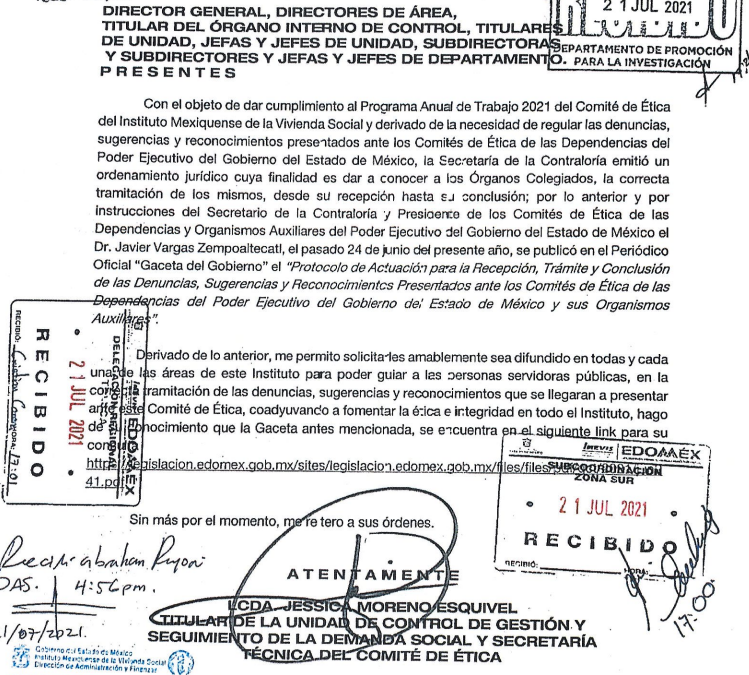 DIRECTOR GENERAL, DIRECTORES DE ÁREA,
TITULAR DEL ÓRGANO INTERNO DE CONTROL, TITULARES
DE UNIDAD, JEFAS Y JEFES DE UNIDAD, SUBDIRECTORAS
Y SUBDIRECTORES Y JEFAS Y JEFES DE DEPARTAMENTO.
P R E S E N T E S
21 JUL 2021
RECIBIDO
DEPARTAMENTO DE PROMOCIÓN
PARA LA INVESTIGACIÓN
Con el objeto de dar cumplimiento al Programa Anual de Trabajo 2021 del Comité de Ética
del Instituto Mexiquense de la Vivienda Social y derivado de la necesidad de regular las denuncias,
sugerencias y reconocimientos presentados ante los Comités de Ética de las Dependencias del
Poder Ejecutivo del Gobierno del Estado de México, la Secretaría de la Contraloría emitió un
ordenamiento jurídico cuya finalidad es dar a conocer a los Órganos Colegiados, la correcta
tramitación de los mismos, desde su recepción hasta su conclusión; por lo anterior y por
instrucciones del Secretario de la Contraloría y Presidente de los Comités de Ética de las
Dependencias y Organismos Auxiliares del Poder Ejecutivo del Gobierno del Estado de México el
Dr. Javier Vargas Zempoaltecatl, el pasado 24 de junio del presente año, se publicó en el Periódico
Oficial "Gaceta del Gobierno" el "Protocolo de Actuación para la Recepción, Trámite y Conclusión
de las Denuncias, Sugerencias y Reconocimientos Presentados ante los Comités de Ética de las
Dependencias del Poder Ejecutivo del Gobierno del Estado de México y sus Organismos
Auxiliares".
Derivado de lo anterior, me permito solicitarles amablemente sea difundido en todas y cada
una de las áreas de este Instituto para poder guiar a las personas servidoras públicas, en la
tramitación de las denuncias, sugerencias y reconocimientos que se llegaran a presentar
ante este Comité de Ética, coadyuvando a fomentar la ética e integridad en todo el Instituto, hago
de conocimiento que la Gaceta antes mencionada, se encuentra en el siguiente link para su
https://legislacion.edomex.gob.mx/sites/legislacion.edomex.gob.mx/files/files/
41.pdf
EDOMÉX
DELEGACIÓN REGIONAL
21 JUL 2021
RECIBIDO
RECIBIÓ:
17:01
IMEVIS EDOMÉX
SUBCOORDINACIÓN
ZONA SUR
21 JUL 2021
RECIBIDO
RECIBIÓ:
HORA:
17:00.
Sin más por el momento, me re tero a sus órdenes.
Recibí abrahan
DAS. 4:56 pm.
1/07/2021.
A T E N T A M E N T E
LCDA. JESSICA MORENO ESQUIVEL
TITULAR DE LA UNIDAD DE CONTROL DE GESTIÓN Y
SEGUIMIENTO DE LA DEMANDA SOCIAL Y SECRETARÍA
TÉCNICA DEL COMITÉ DE ÉTICA
Gobierno del Estado de México
Instituto Mexiquense de la Vivienda Social
Dirección de Administración y Finanzas